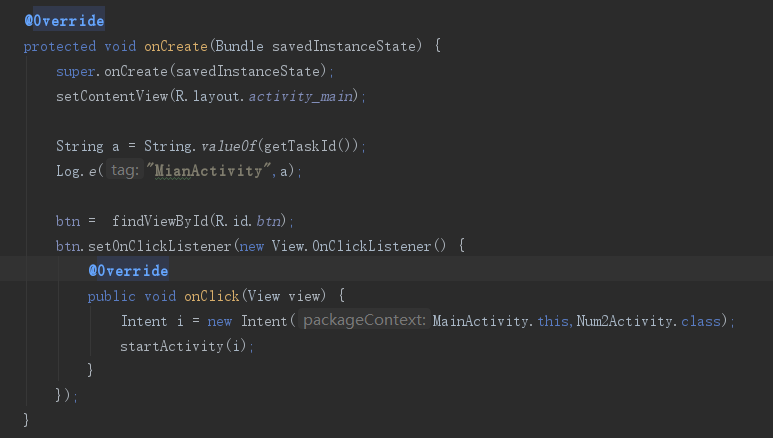 @Override
protected void onCreate(Bundle savedInstanceState) {
super.onCreate(savedInstanceState);
setContentView(R.layout.activity_main);
String a = String.valueOf(getTaskId());
Log.e( tag: "MianActivity",a);
btn =  findViewById(R.id.btn);
btn.setOnClickListener(new View.OnClickListener() {
@Override
public void onClick(View view) {
Intent i = new Intent( packageContext: MainActivity.this,Num2Activity.class);
startActivity(i);
}
});
}